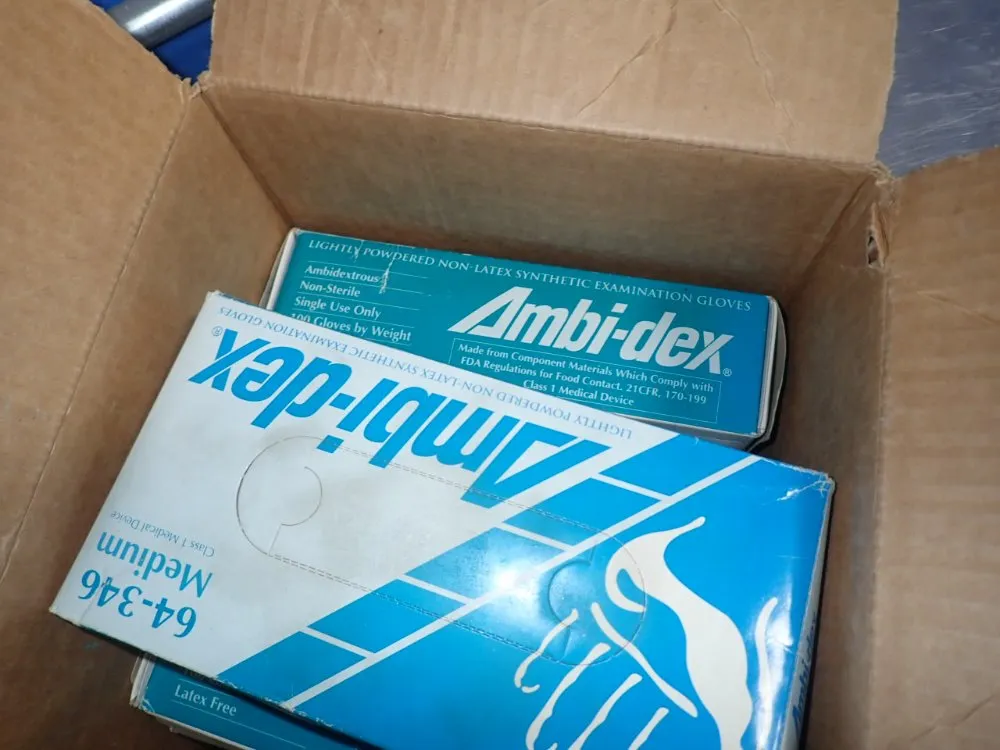 LIGHTLY POWDERED NON-LATEX SYNTHETIC EXAMINATION GLOVES
Ambidextrous
Non-Sterile
Single Use Only
100 Gloves by Weight
Ambi-dex®
Made from Component Materials Which Comply with
FDA Regulations for Food Contact. 21CFR, 170-199
Class 1 Medical Device
LIGHTLY POWDERED NON-LATEX SYNTHETIC EXAMINATION GLOVES
Ambi-dex®
Class 1 Medical Device
Medium
64-346
Latex Free